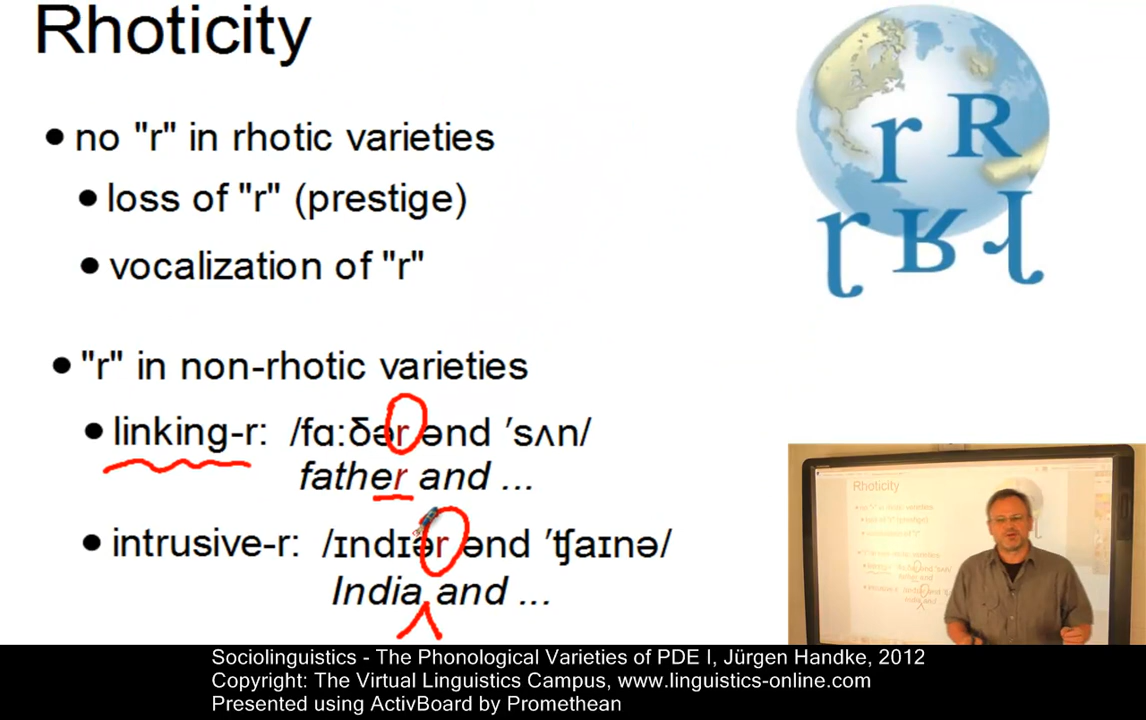 Rhoticity
• no "r" in rhotic varieties
• loss of "r" (prestige)
• vocalization of "r"
• "r" in non-rhotic varieties
• linking-r: /fɑːðər ənd ˈsʌn/
father and ...
• intrusive-r: /ɪndɪər ənd ˈʧaɪnə/
India and ...
r R
r R r
Rhoticity
Sociolinguistics - The Phonological Varieties of PDE I, Jürgen Handke, 2012
Copyright: The Virtual Linguistics Campus, www.linguistics-online.com
Presented using ActivBoard by Promethean